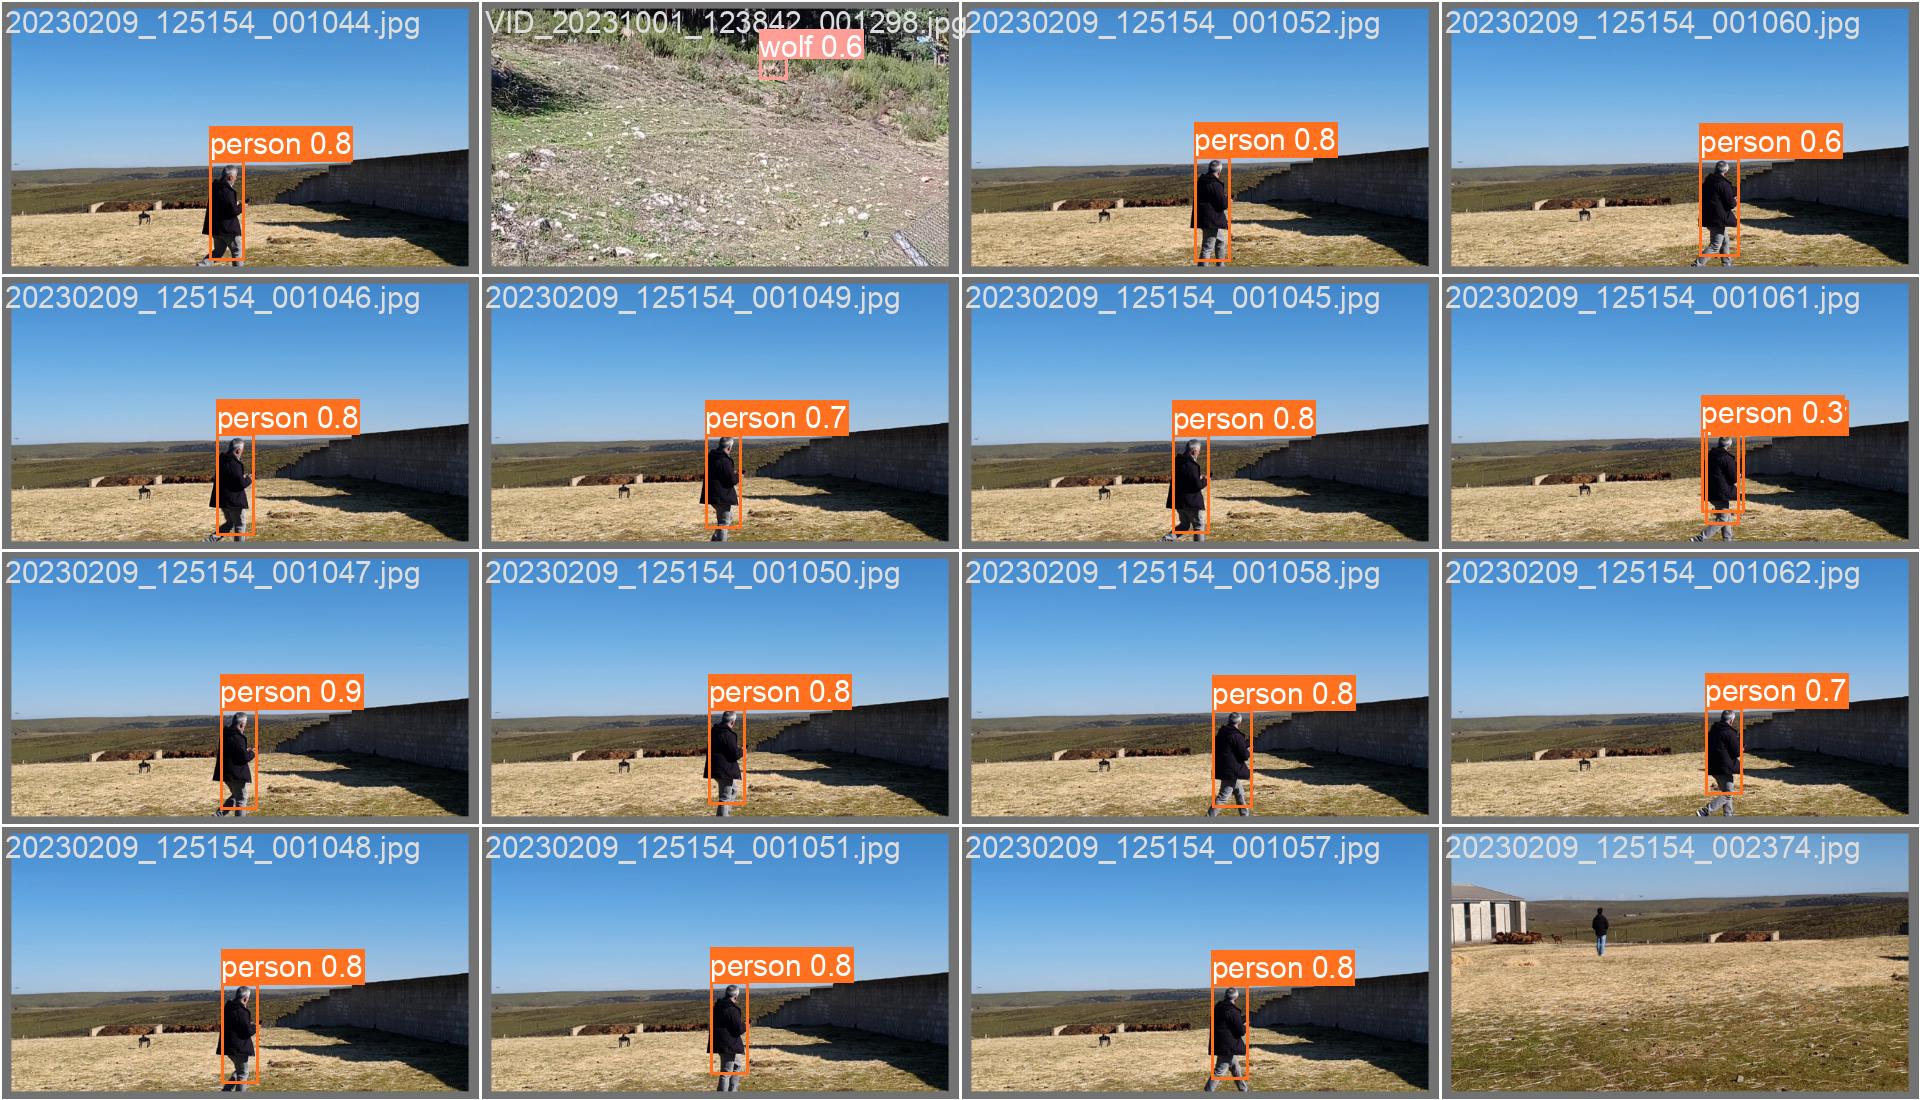 20230209_125154_001044.jpg
person 0.8
VID_20231001_123842_001298.jpg
wolf 0.6
20230209_125154_001052.jpg
person 0.8
20230209_125154_001060.jpg
person 0.6
20230209_125154_001046.jpg
person 0.8
20230209_125154_001049.jpg
person 0.7
20230209_125154_001045.jpg
person 0.8
20230209_125154_001061.jpg
person 0.3
20230209_125154_001047.jpg
person 0.9
20230209_125154_001050.jpg
person 0.8
20230209_125154_001058.jpg
person 0.8
20230209_125154_001062.jpg
person 0.7
20230209_125154_001048.jpg
person 0.8
20230209_125154_001051.jpg
person 0.8
20230209_125154_001057.jpg
person 0.8
20230209_125154_002374.jpg